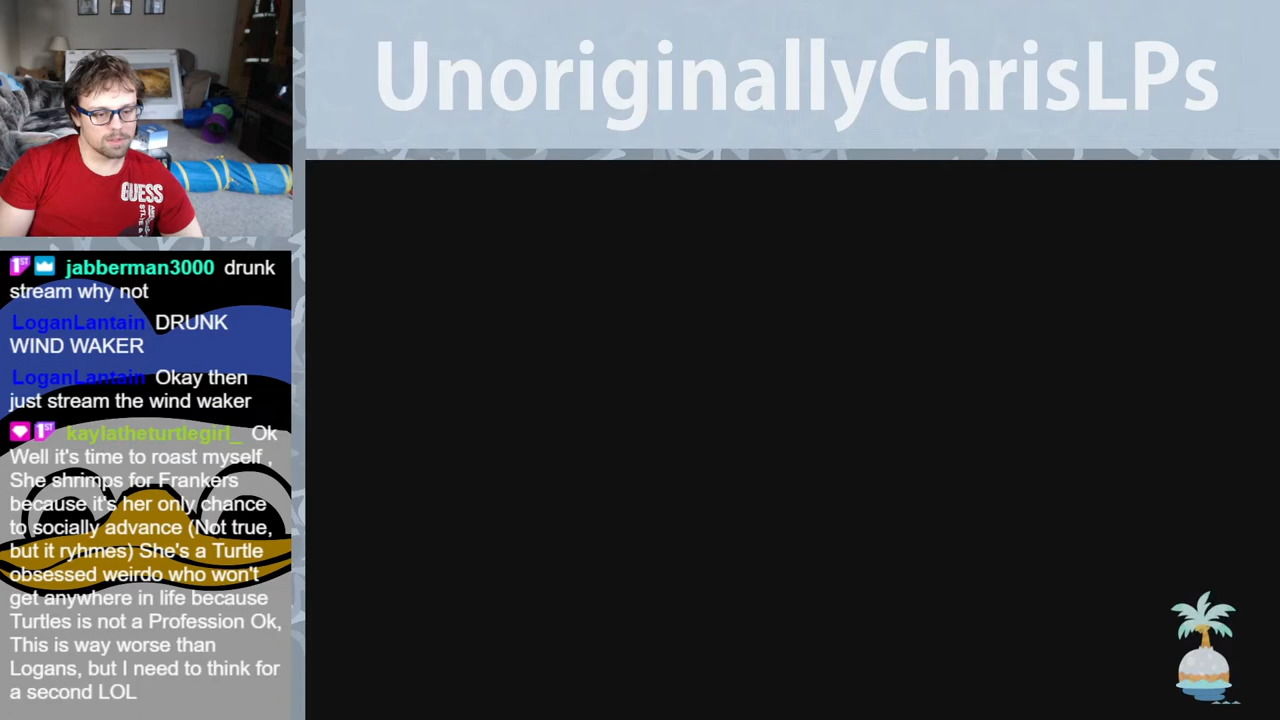 UnoriginallyChrisLPs
GUESS
jabberman3000 drunk
stream why not
LoganLantain DRUNK
WIND WAKER
LoganLantain Okay then
just stream the wind waker
kaylatheturtlegirl_ Ok
Well it's time to roast myself ,
She shrimps for Frankers
because it's her only chance
to socially advance (Not true,
but it ryhmes) She's a Turtle
obsessed weirdo who won't
get anywhere in life because
Turtles is not a Profession Ok,
This is way worse than
Logans, but I need to think for
a second LOL